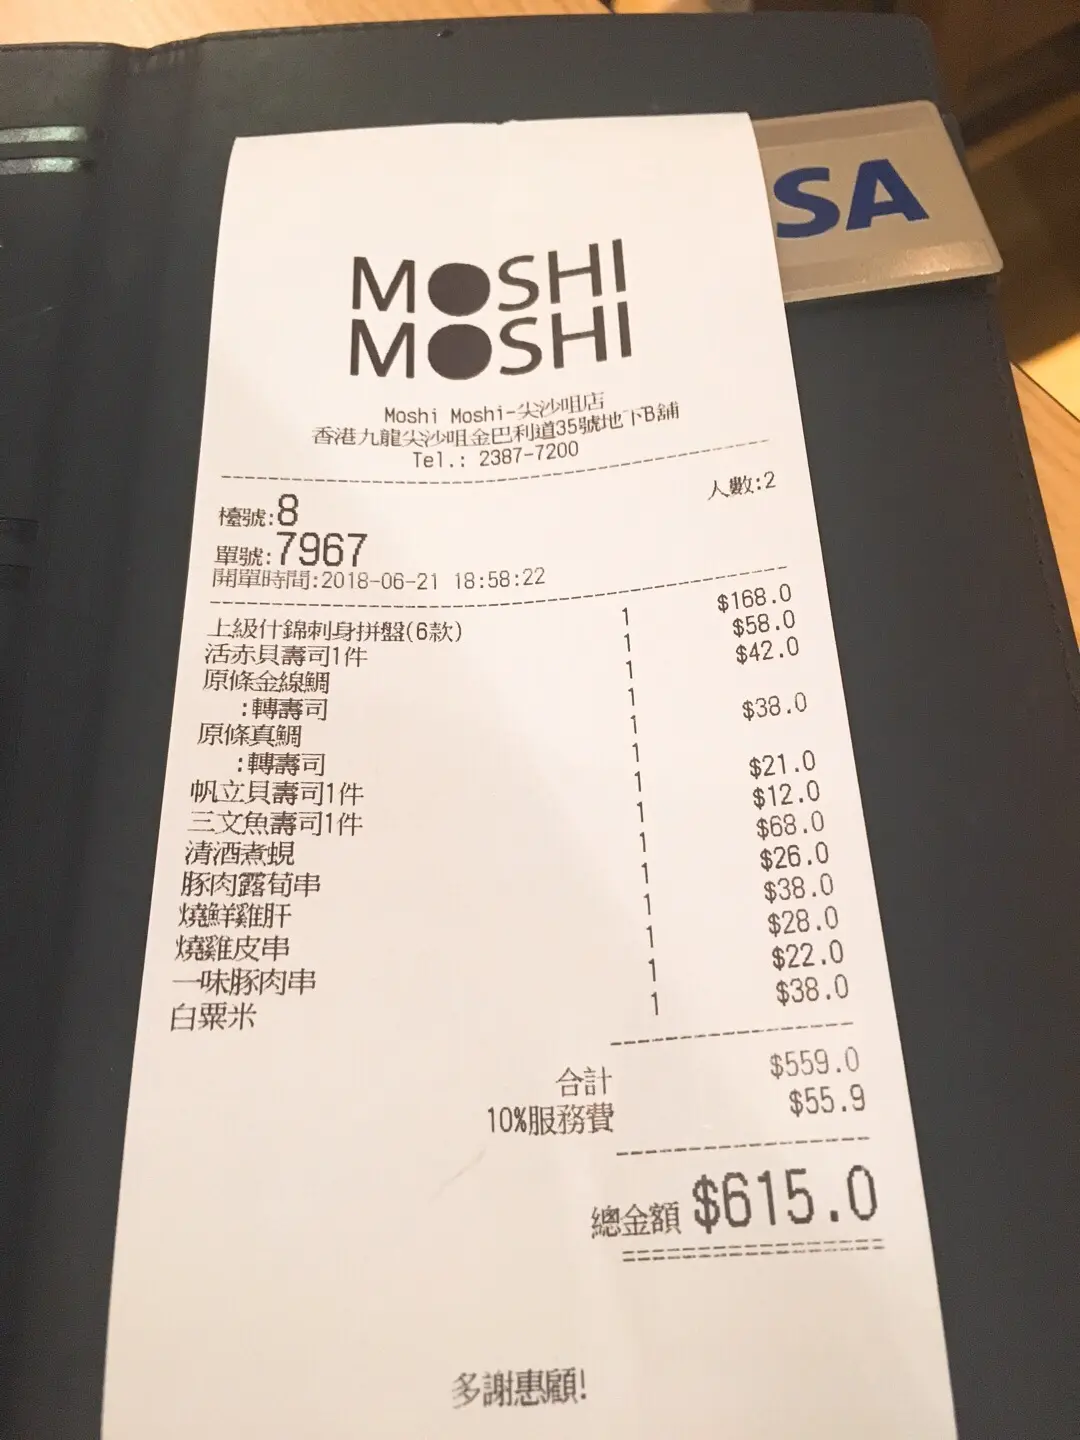 VISA
MOSHI
MOSHI
Moshi Moshi-尖沙咀店
香港九龍尖沙咀金巴利道35號地下B舖
Tel.: 2387-7200
檯號:8 人數:2
單號:7967
開單時間:2018-06-21 18:58:22
上級什錦刺身拼盤(6款) 1 $168.0
活赤貝壽司1件 1 $58.0
原條金線鯛 1 $42.0
:轉壽司 1
原條真鯛 1 $38.0
:轉壽司 1
帆立貝壽司1件 1 $21.0
三文魚壽司1件 1 $12.0
清酒煮蜆 1 $68.0
豚肉露荀串 1 $26.0
燒鮮雞肝 1 $38.0
燒雞皮串 1 $28.0
一味豚肉串 1 $22.0
白粟米 1 $38.0
合計 $559.0
10%服務費 $55.9
總金額 $615.0
多謝惠顧!